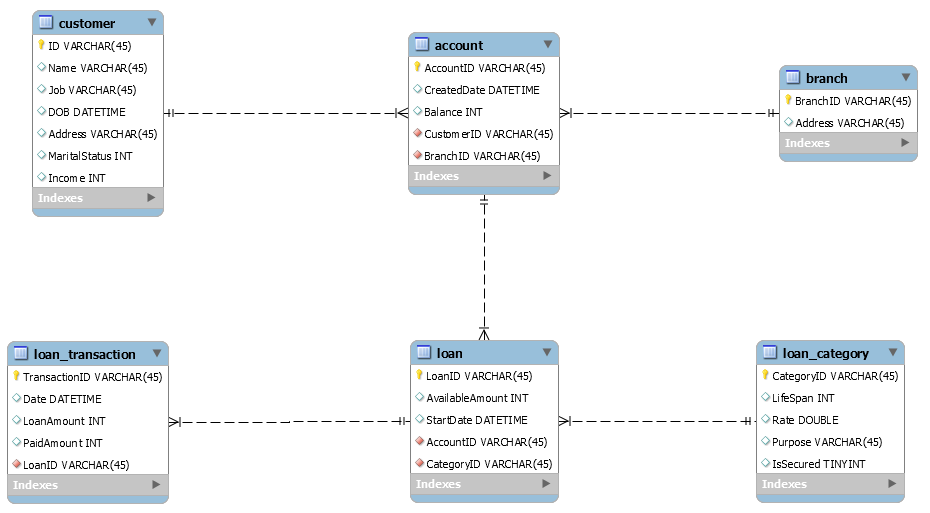 customer
ID VARCHAR(45)
Name VARCHAR(45)
Job VARCHAR(45)
DOB DATETIME
Address VARCHAR(45)
MaritalStatus INT
Income INT
Indexes
account
AccountID VARCHAR(45)
CreatedDate DATETIME
Balance INT
CustomerID VARCHAR(45)
BranchID VARCHAR(45)
Indexes
branch
BranchID VARCHAR(45)
Address VARCHAR(45)
Indexes
loan_transaction
TransactionID VARCHAR(45)
Date DATETIME
LoanAmount INT
PaidAmount INT
LoanID VARCHAR(45)
Indexes
loan
LoanID VARCHAR(45)
AvailableAmount INT
StartDate DATETIME
AccountID VARCHAR(45)
CategoryID VARCHAR(45)
Indexes
loan_category
CategoryID VARCHAR(45)
LifeSpan INT
Rate DOUBLE
Purpose VARCHAR(45)
IsSecured TINYINT
Indexes